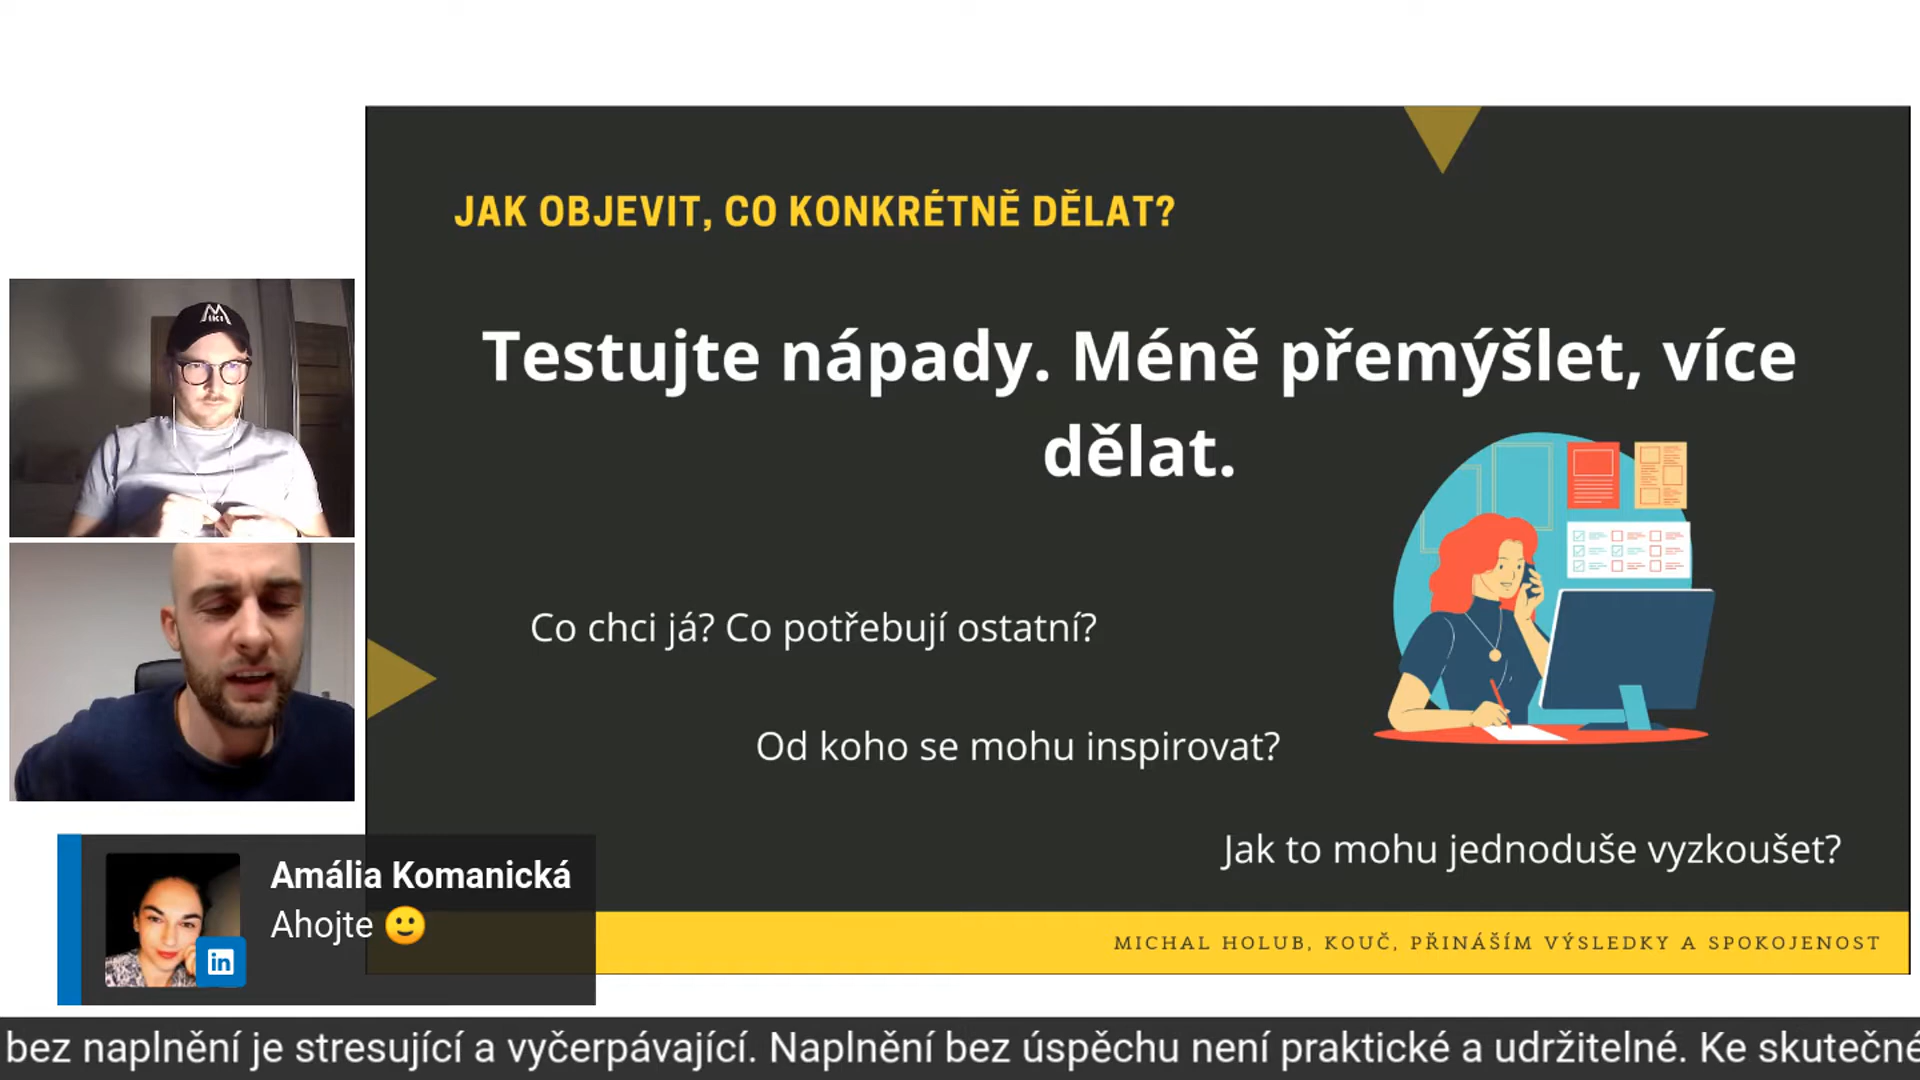 JAK OBJEVIT, CO KONKRÉTNĚ DĚLAT?
Testujte nápady. Méně přemýšlet, více
dělat.
Co chci já? Co potřebují ostatní?
Od koho se mohu inspirovat?
Jak to mohu jednoduše vyzkoušet?
MICHAL HOLUB, KOUČ, PŘINÁŠÍM VÝSLEDKY A SPOKOJENOST
M
IKI
Amália Komanická
Ahojte 🙂
in
bez naplnění je stresující a vyčerpávající. Naplnění bez úspěchu není praktické a udržitelné. Ke skutečné